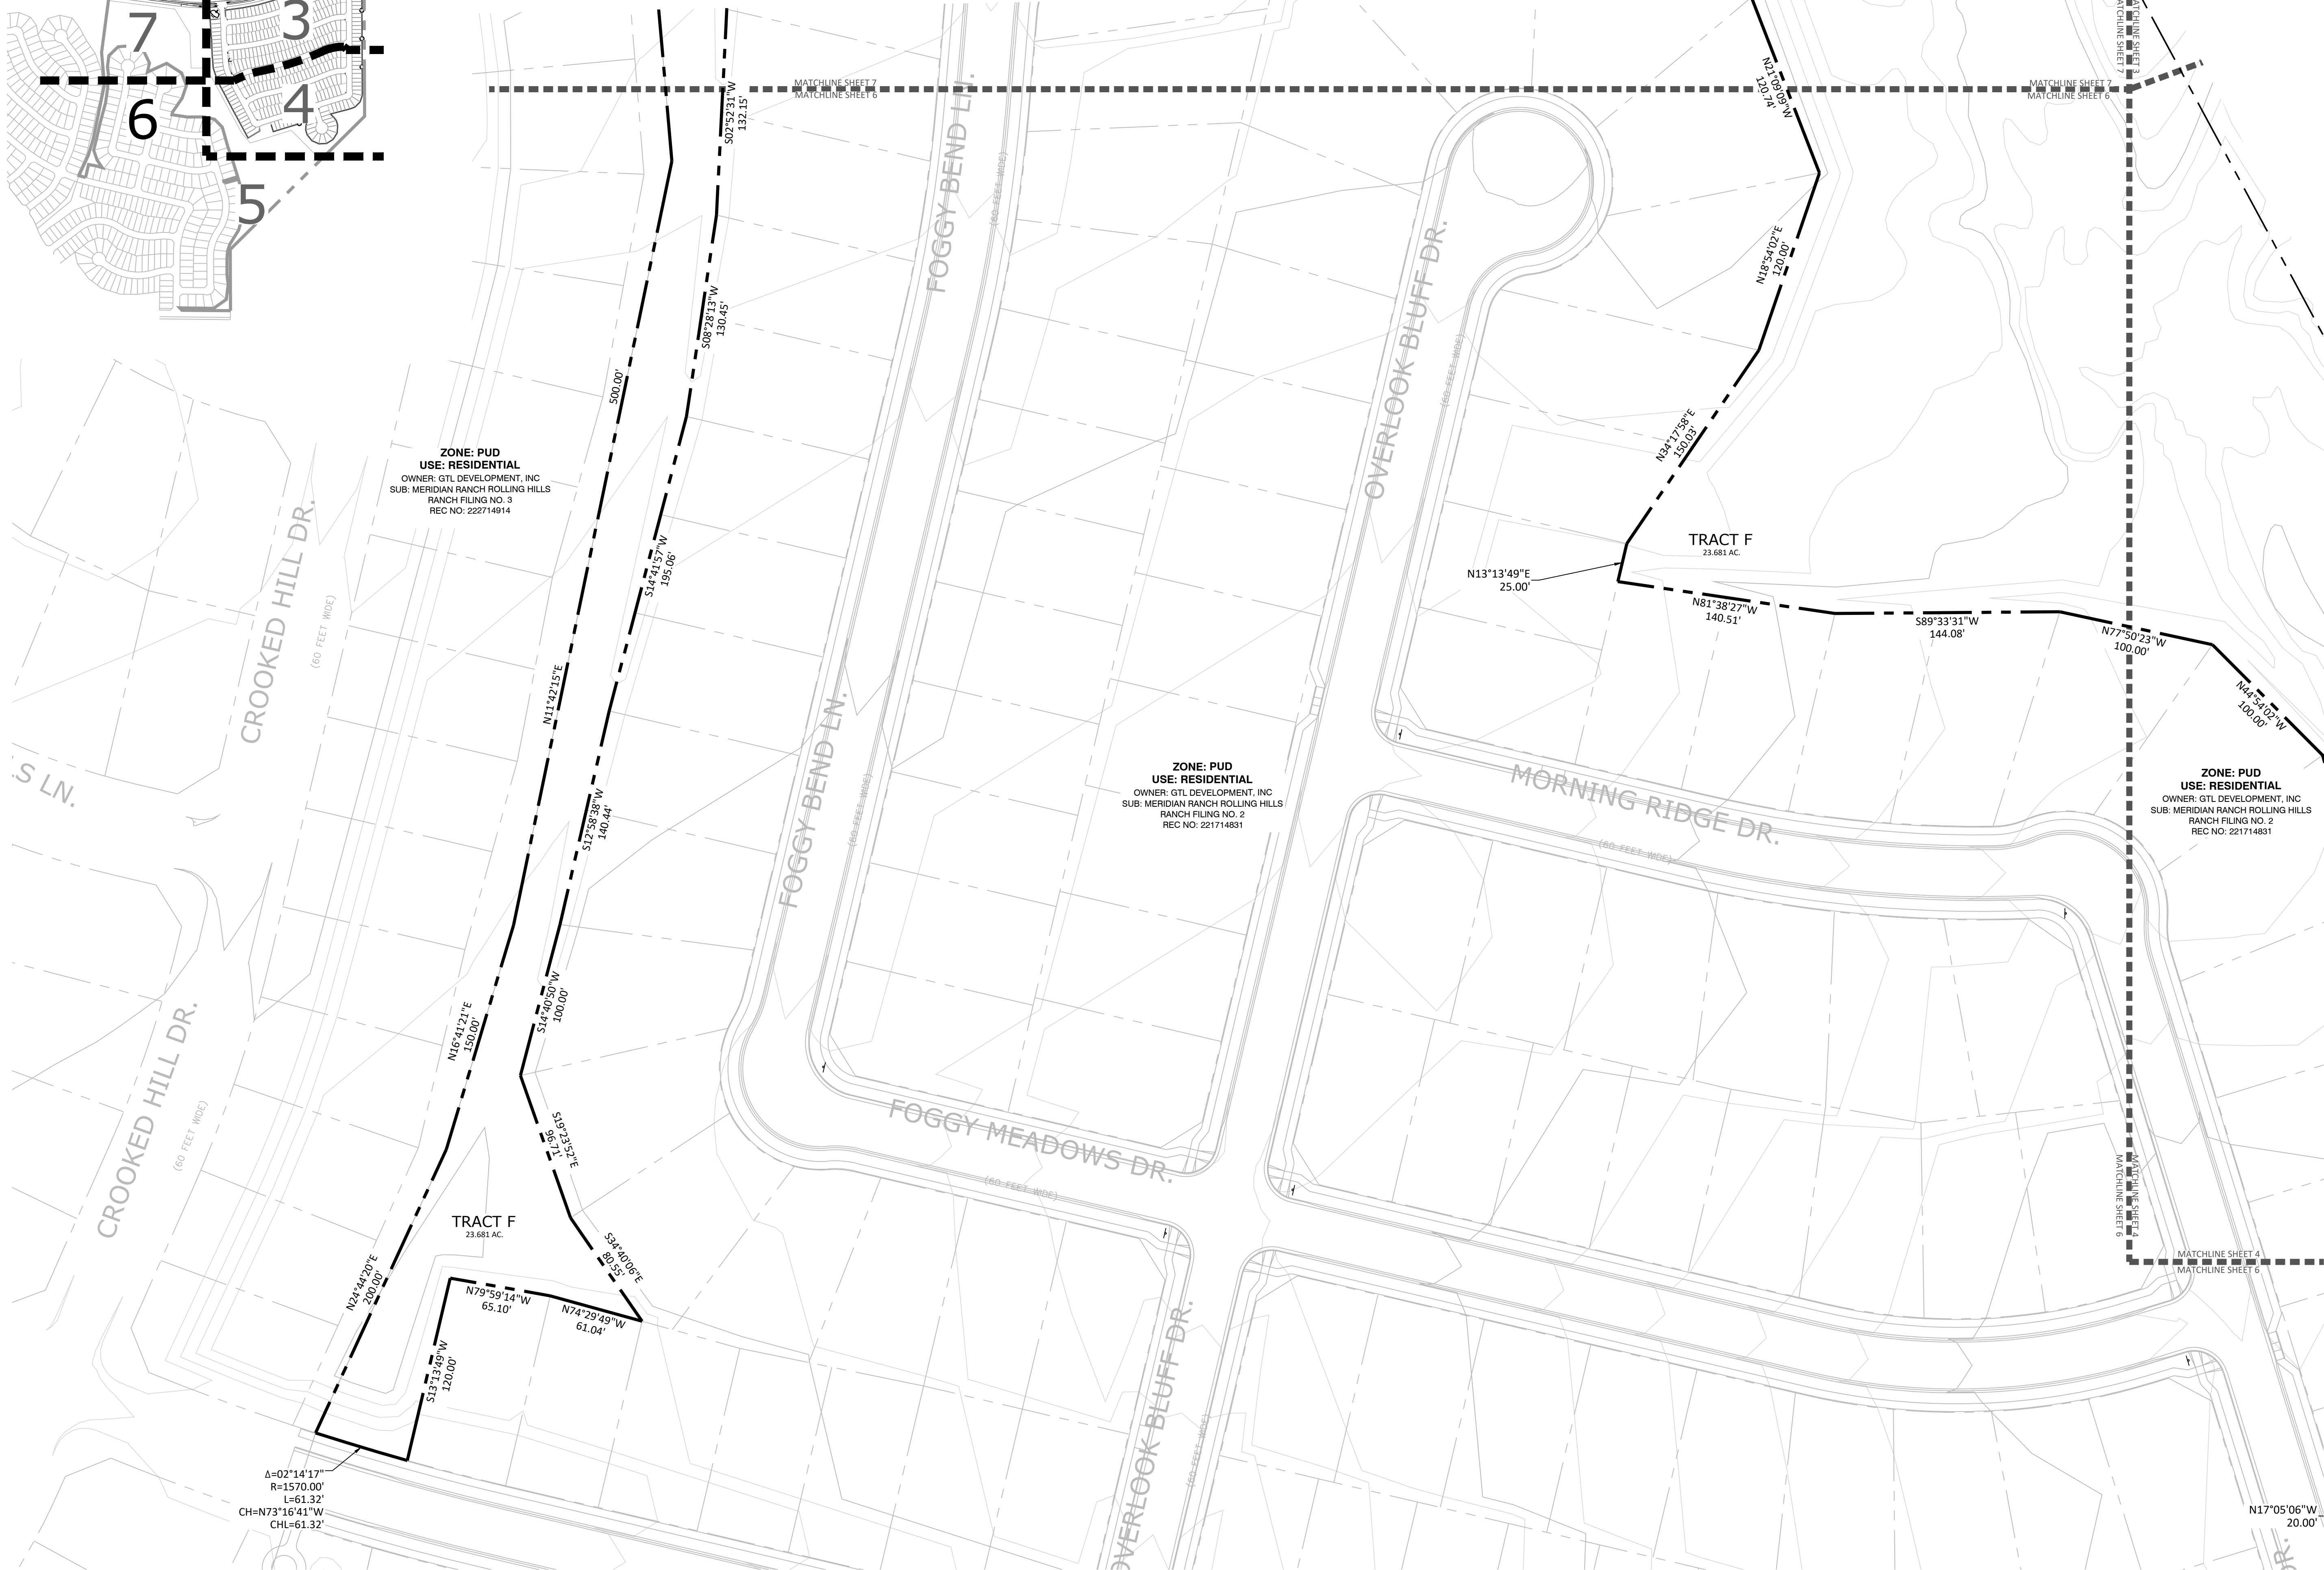 7
3
6
4
5
MATCHLINE SHEET 7
MATCHLINE SHEET 6
MATCHLINE SHEET 7
MATCHLINE SHEET 6
MATCHLINE SHEET 7
MATCHLINE SHEET 3
S02°52'31"W
132.15'
N21°09'09"W
120.74'
FOGGY BEND LN.
(60 FEET WIDE)
S08°28'13"W
130.45'
500.00'
OVERLOOK BLUFF DR.
(60 FEET WIDE)
N18°54'02"E
120.00'
N34°17'58"E
150.03'
ZONE: PUD
USE: RESIDENTIAL
OWNER: GTL DEVELOPMENT, INC
SUB: MERIDIAN RANCH ROLLING HILLS
RANCH FILING NO. 3
REC NO: 222714914
CROOKED HILL DR.
(60 FEET WIDE)
S14°41'57"W
195.06'
TRACT F
23.681 AC.
N13°13'49"E
25.00'
N81°38'27"W
140.51'
S89°33'31"W
144.08'
N77°50'23"W
100.00'
N44°54'02"W
100.00'
N11°42'15"E
S12°58'38"W
140.44'
FOGGY BEND LN.
(60 FEET WIDE)
LS LN.
ZONE: PUD
USE: RESIDENTIAL
OWNER: GTL DEVELOPMENT, INC
SUB: MERIDIAN RANCH ROLLING HILLS
RANCH FILING NO. 2
REC NO: 221714831
MORNING RIDGE DR.
(60 FEET WIDE)
ZONE: PUD
USE: RESIDENTIAL
OWNER: GTL DEVELOPMENT, INC
SUB: MERIDIAN RANCH ROLLING HILLS
RANCH FILING NO. 2
REC NO: 221714831
N16°41'21"E
150.00'
S14°40'50"W
100.00'
CROOKED HILL DR.
(60 FEET WIDE)
S19°23'52"E
96.71'
FOGGY MEADOWS DR.
(60 FEET WIDE)
MATCHLINE SHEET 6
MATCHLINE SHEET 4
MATCHLINE SHEET 4
MATCHLINE SHEET 6
TRACT F
23.681 AC.
S34°40'06"E
80.55'
N24°44'20"E
200.00'
N79°59'14"W
65.10'
N74°29'49"W
61.04'
S13°13'49"W
120.00'
OVERLOOK BLUFF DR.
(60 FEET WIDE)
Δ=02°14'17"
R=1570.00'
L=61.32'
CH=N73°16'41"W
CHL=61.32'
N17°05'06"W
20.00'
DR.